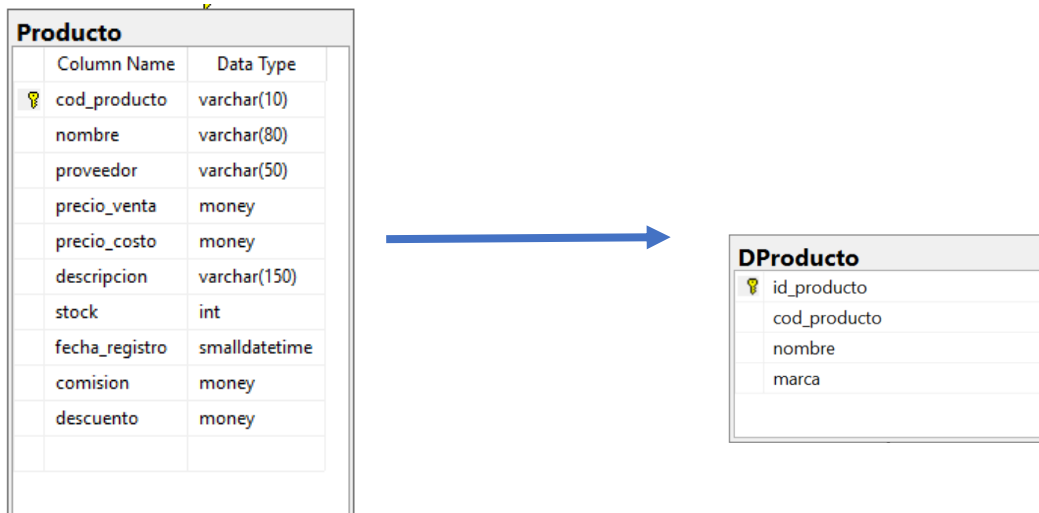 Producto
Column Name Data Type
cod_producto varchar(10)
nombre varchar(80)
proveedor varchar(50)
precio_venta money
precio_costo money
descripcion varchar(150)
stock int
fecha_registro smalldatetime
comision money
descuento money
DProducto
id_producto
cod_producto
nombre
marca